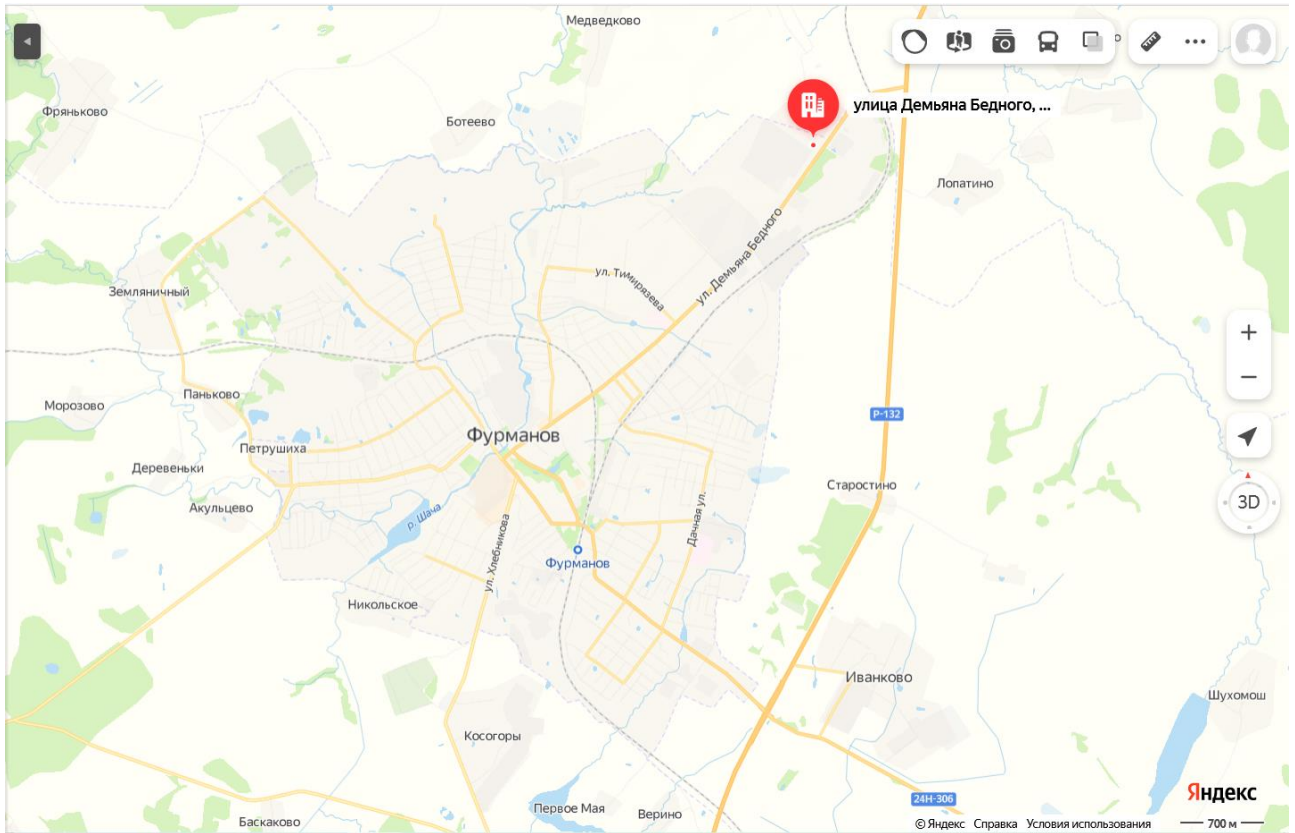 Медведково
Фряньково
улица Демьяна Бедного, ...
Ботеево
Лопатино
ул. Демьяна Бедного
ул. Тимирязева
Земляничный
Паньково
Морозово
Р-132
Фурманов
Петрушиха
Деревеньки
Старостино
Акульцево
р. Шача
Дачная ул.
ул. Хлебникова
3D
Фурманов
Никольское
Иванково
Шухомош
Косогоры
Яндекс
24Н-306
Первое Мая
Верино
Баскаково
© Яндекс Справка Условия использования
700 м